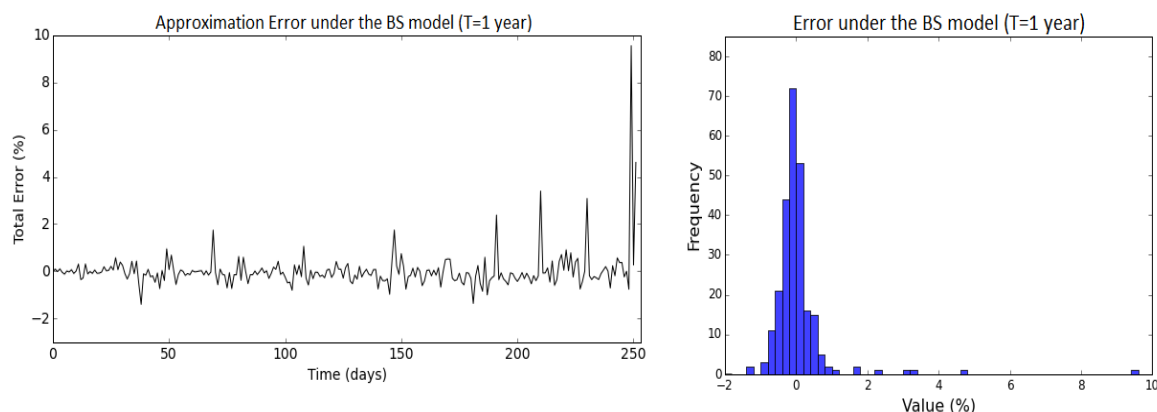 Approximation Error under the BS model (T=1 year)
10
8
6
4
2
0
−2
Total Error (%)
0 50 100 150 200 250
Time (days)
Error under the BS model (T=1 year)
80
70
60
50
40
30
20
10
0
Frequency
−2 0 2 4 6 8 10
Value (%)